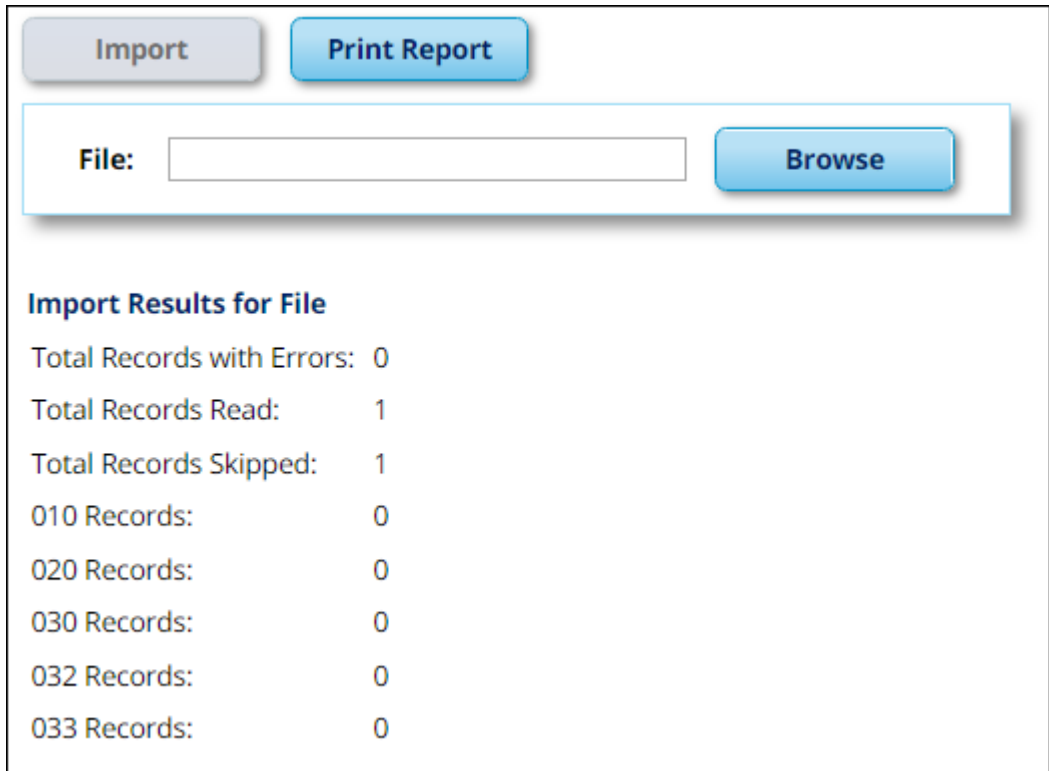 Import Print Report
File: Browse
Import Results for File
Total Records with Errors: 0
Total Records Read: 1
Total Records Skipped: 1
010 Records: 0
020 Records: 0
030 Records: 0
032 Records: 0
033 Records: 0